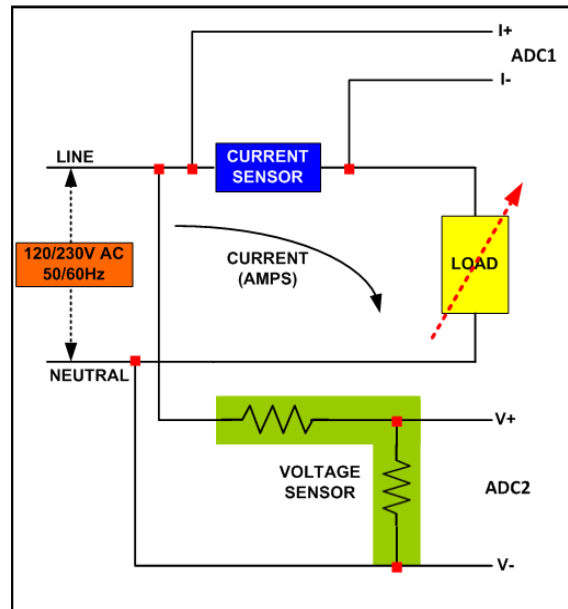 I+
ADC1
I-
LINE
CURRENT
SENSOR
120/230V AC
50/60Hz
CURRENT
(AMPS)
LOAD
NEUTRAL
V+
VOLTAGE
SENSOR
ADC2
V-